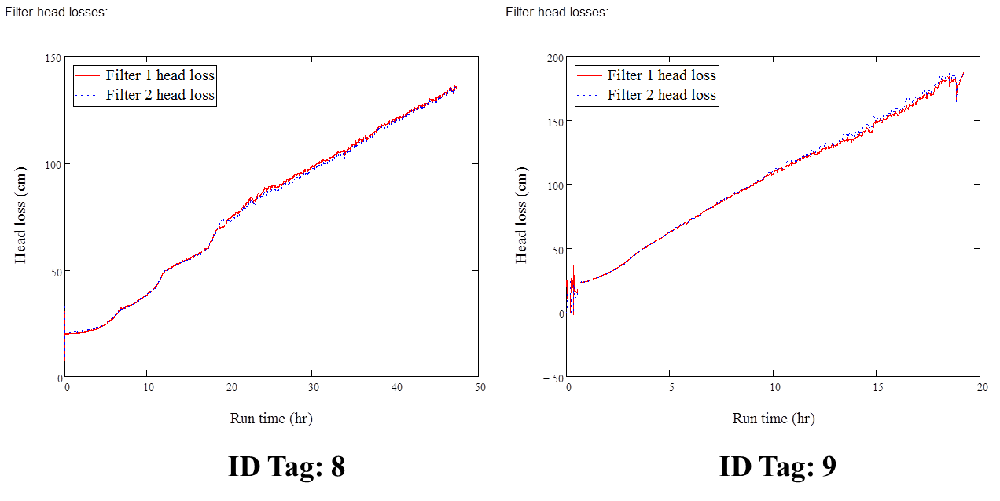 Filter head losses:
150
Filter 1 head loss
Filter 2 head loss
100
50
0
Head loss (cm)
0 10 20 30 40 50
Run time (hr)
ID Tag: 8
Filter head losses:
200
Filter 1 head loss
Filter 2 head loss
150
100
50
0
− 50
Head loss (cm)
0 5 10 15 20
Run time (hr)
ID Tag: 9